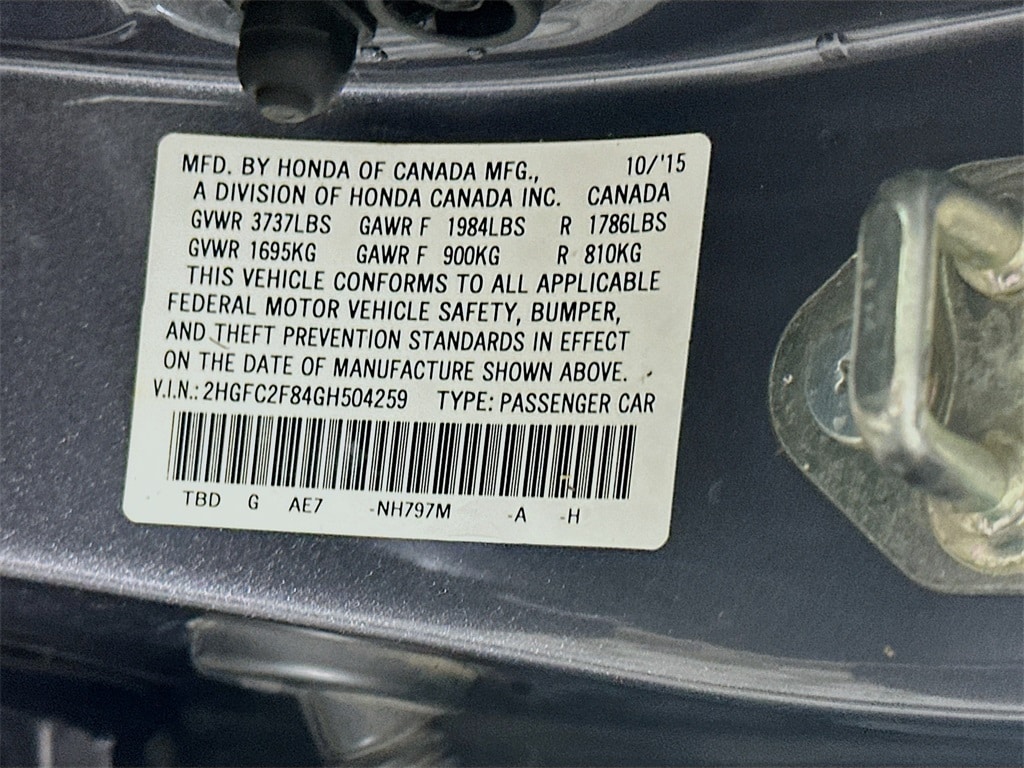 MFD. BY HONDA OF CANADA MFG., 10/'15
A DIVISION OF HONDA CANADA INC. CANADA
GVWR 3737LBS GAWR F 1984LBS R 1786LBS
GVWR 1695KG GAWR F 900KG R 810KG
THIS VEHICLE CONFORMS TO ALL APPLICABLE
FEDERAL MOTOR VEHICLE SAFETY, BUMPER,
AND THEFT PREVENTION STANDARDS IN EFFECT
ON THE DATE OF MANUFACTURE SHOWN ABOVE.
V.I.N.: 2HGFC2F84GH504259 TYPE: PASSENGER CAR
TBD G AE7 -NH797M -A -H